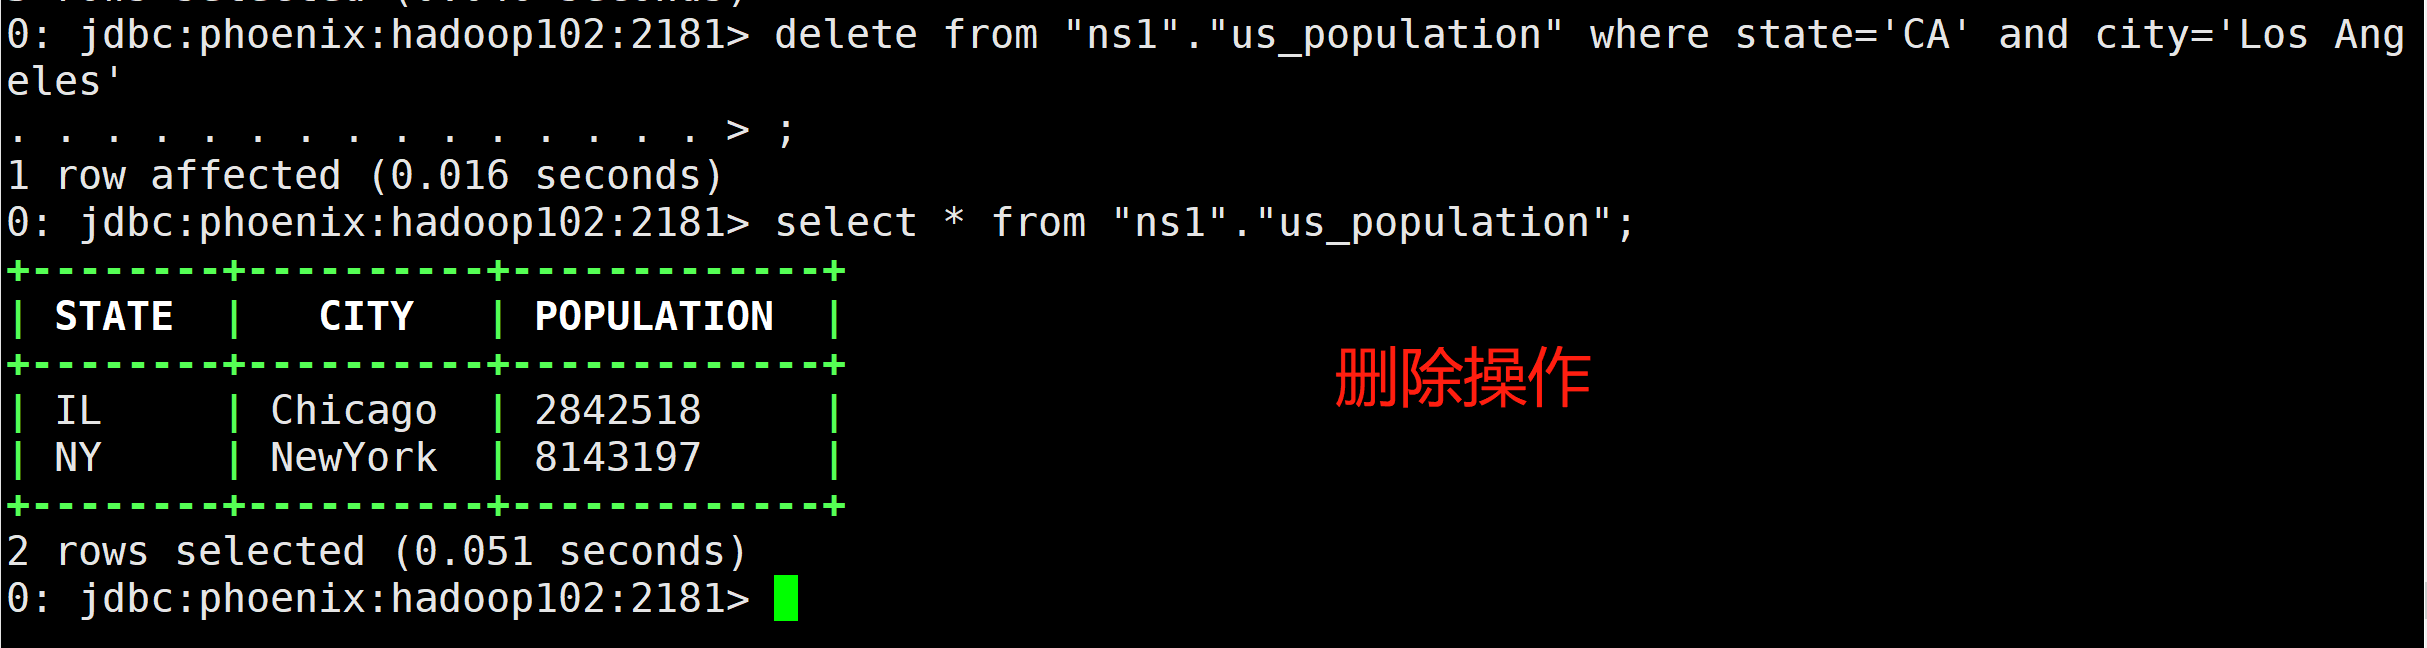 0: jdbc:phoenix:hadoop102:2181> delete from "ns1"."us_population" where state='CA' and city='Los Ang
eles'
. . . . . . . . . . . . . . . > ;
1 row affected (0.016 seconds)
0: jdbc:phoenix:hadoop102:2181> select * from "ns1"."us_population";
+--------+----------+-------------+
| STATE  |   CITY   | POPULATION  |
+--------+----------+-------------+
| IL     | Chicago  | 2842518     |
| NY     | NewYork  | 8143197     |
+--------+----------+-------------+
删除操作
2 rows selected (0.051 seconds)
0: jdbc:phoenix:hadoop102:2181>